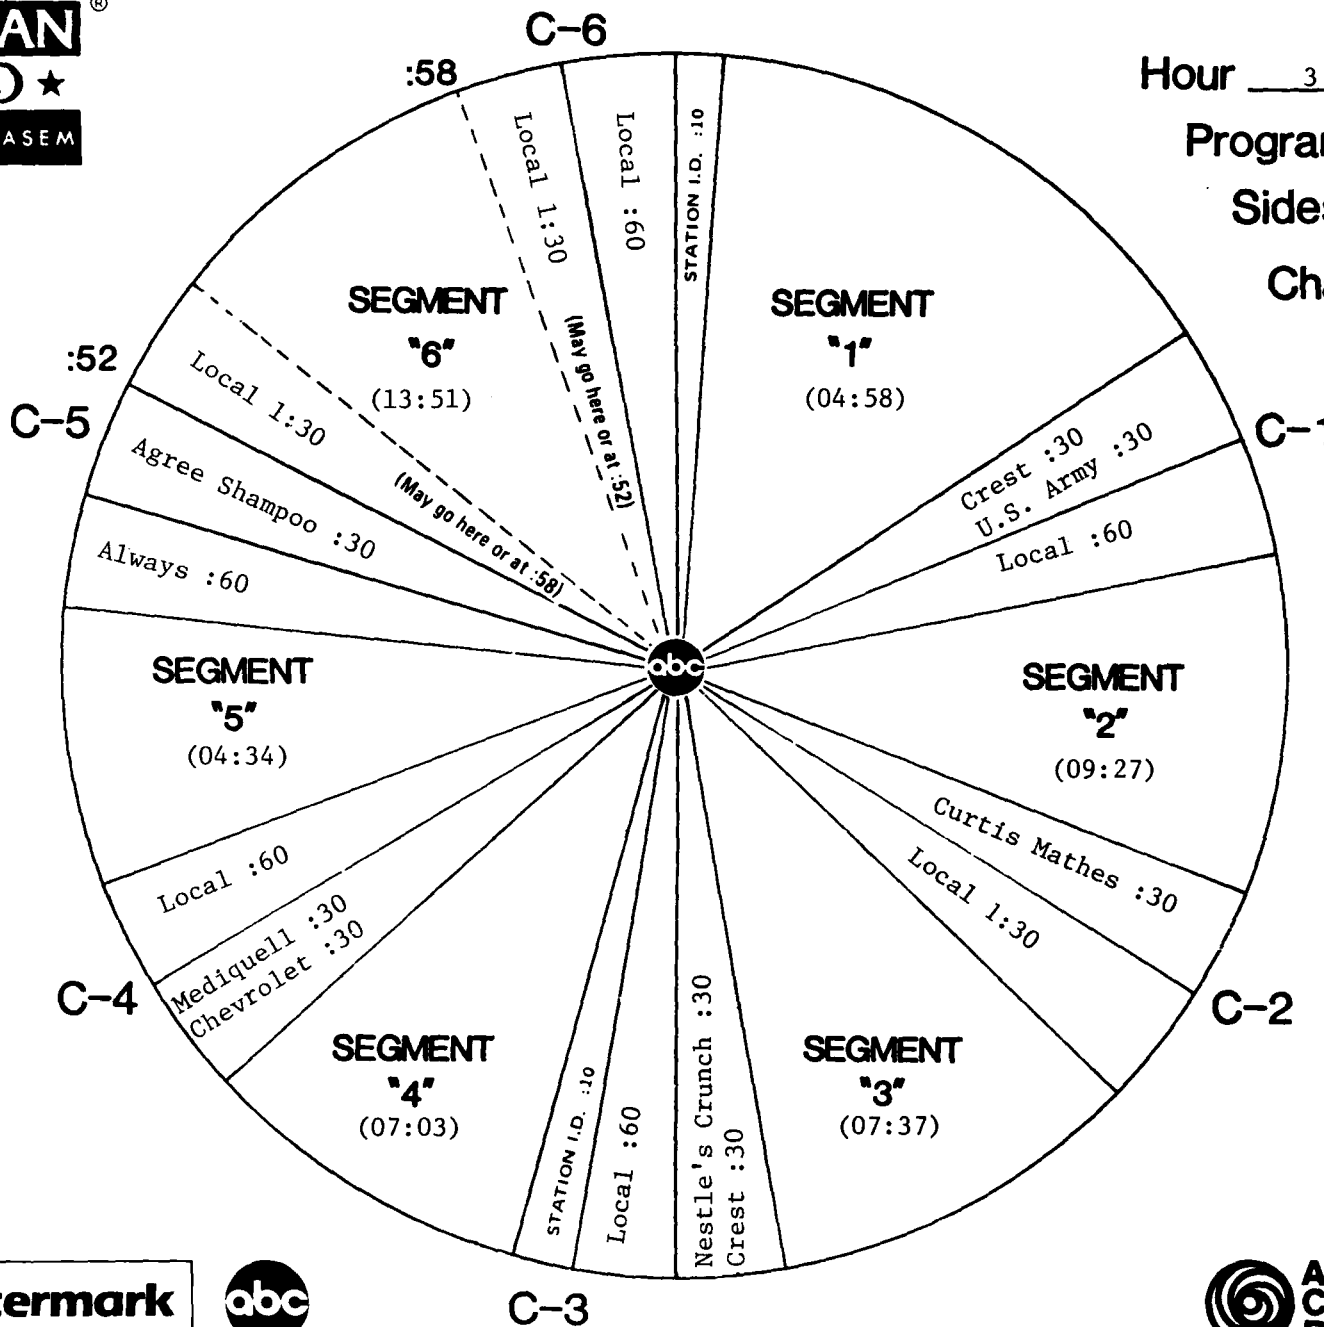 AN ®
★
ASEM
Hour 3
C-6
:58
Local 1:30
(May go here or at :52)
Local :60
STATION I.D. :10
SEGMENT
"1"
(04:58)
C-1
Crest :30
U.S. Army :30
Local :60
SEGMENT
"2"
(09:27)
C-2
Curtis Mathes :30
Local 1:30
SEGMENT
"3"
(07:37)
C-3
Nestle's Crunch :30
Crest :30
Local :60
STATION I.D. :10
SEGMENT
"4"
(07:03)
C-4
Mediquell :30
Chevrolet :30
Local :60
SEGMENT
"5"
(04:34)
C-5
Always :60
Agree Shampoo :30
:52
Local 1:30
(May go here or at :58)
SEGMENT
"6"
(13:51)
abc
termark
abc